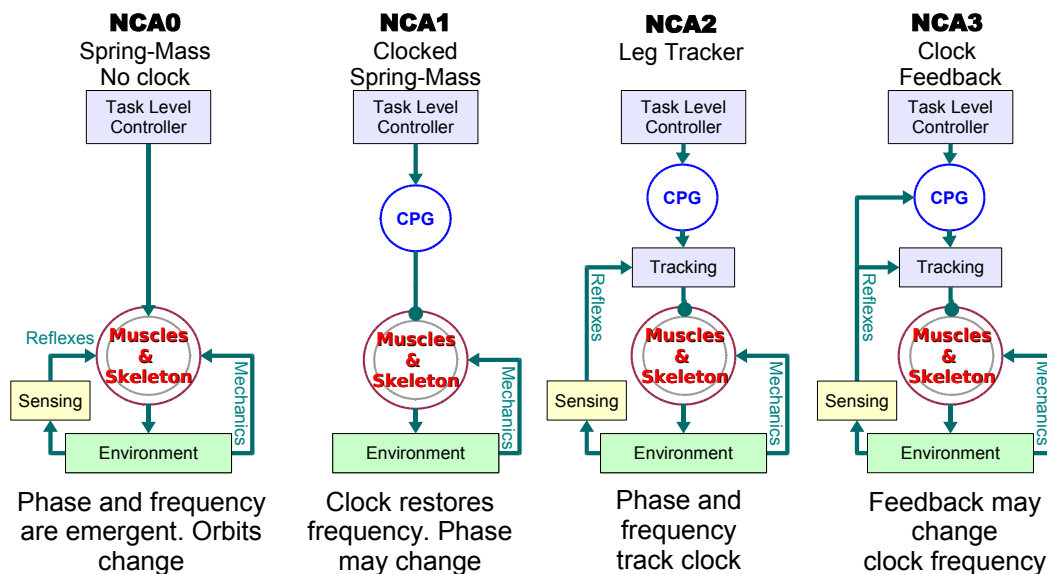 NCA0
Spring-Mass
No clock
Task Level
Controller
Reflexes
Muscles
&
Skeleton
Sensing
Mechanics
Environment
Phase and frequency
are emergent. Orbits
change
NCA1
Clocked
Spring-Mass
Task Level
Controller
CPG
Muscles
&
Skeleton
Mechanics
Environment
Clock restores
frequency. Phase
may change
NCA2
Leg Tracker
Task Level
Controller
CPG
Tracking
Reflexes
Muscles
&
Skeleton
Sensing
Mechanics
Environment
Phase and
frequency
track clock
NCA3
Clock
Feedback
Task Level
Controller
CPG
Tracking
Reflexes
Muscles
&
Skeleton
Sensing
Mechanics
Environment
Feedback may
change
clock frequency